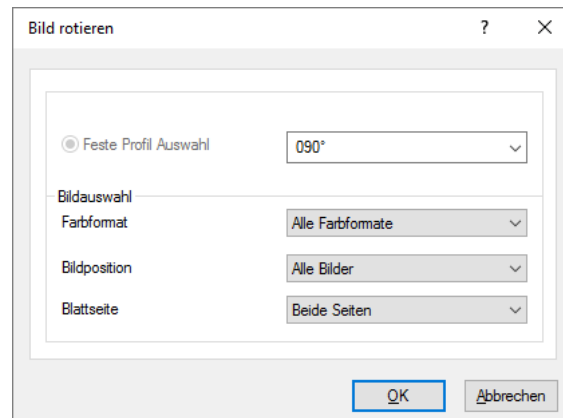 Bild rotieren ?
Feste Profil Auswahl 090°
Bildauswahl
Farbformat Alle Farbformate
Bildposition Alle Bilder
Blattseite Beide Seiten
OK Abbrechen